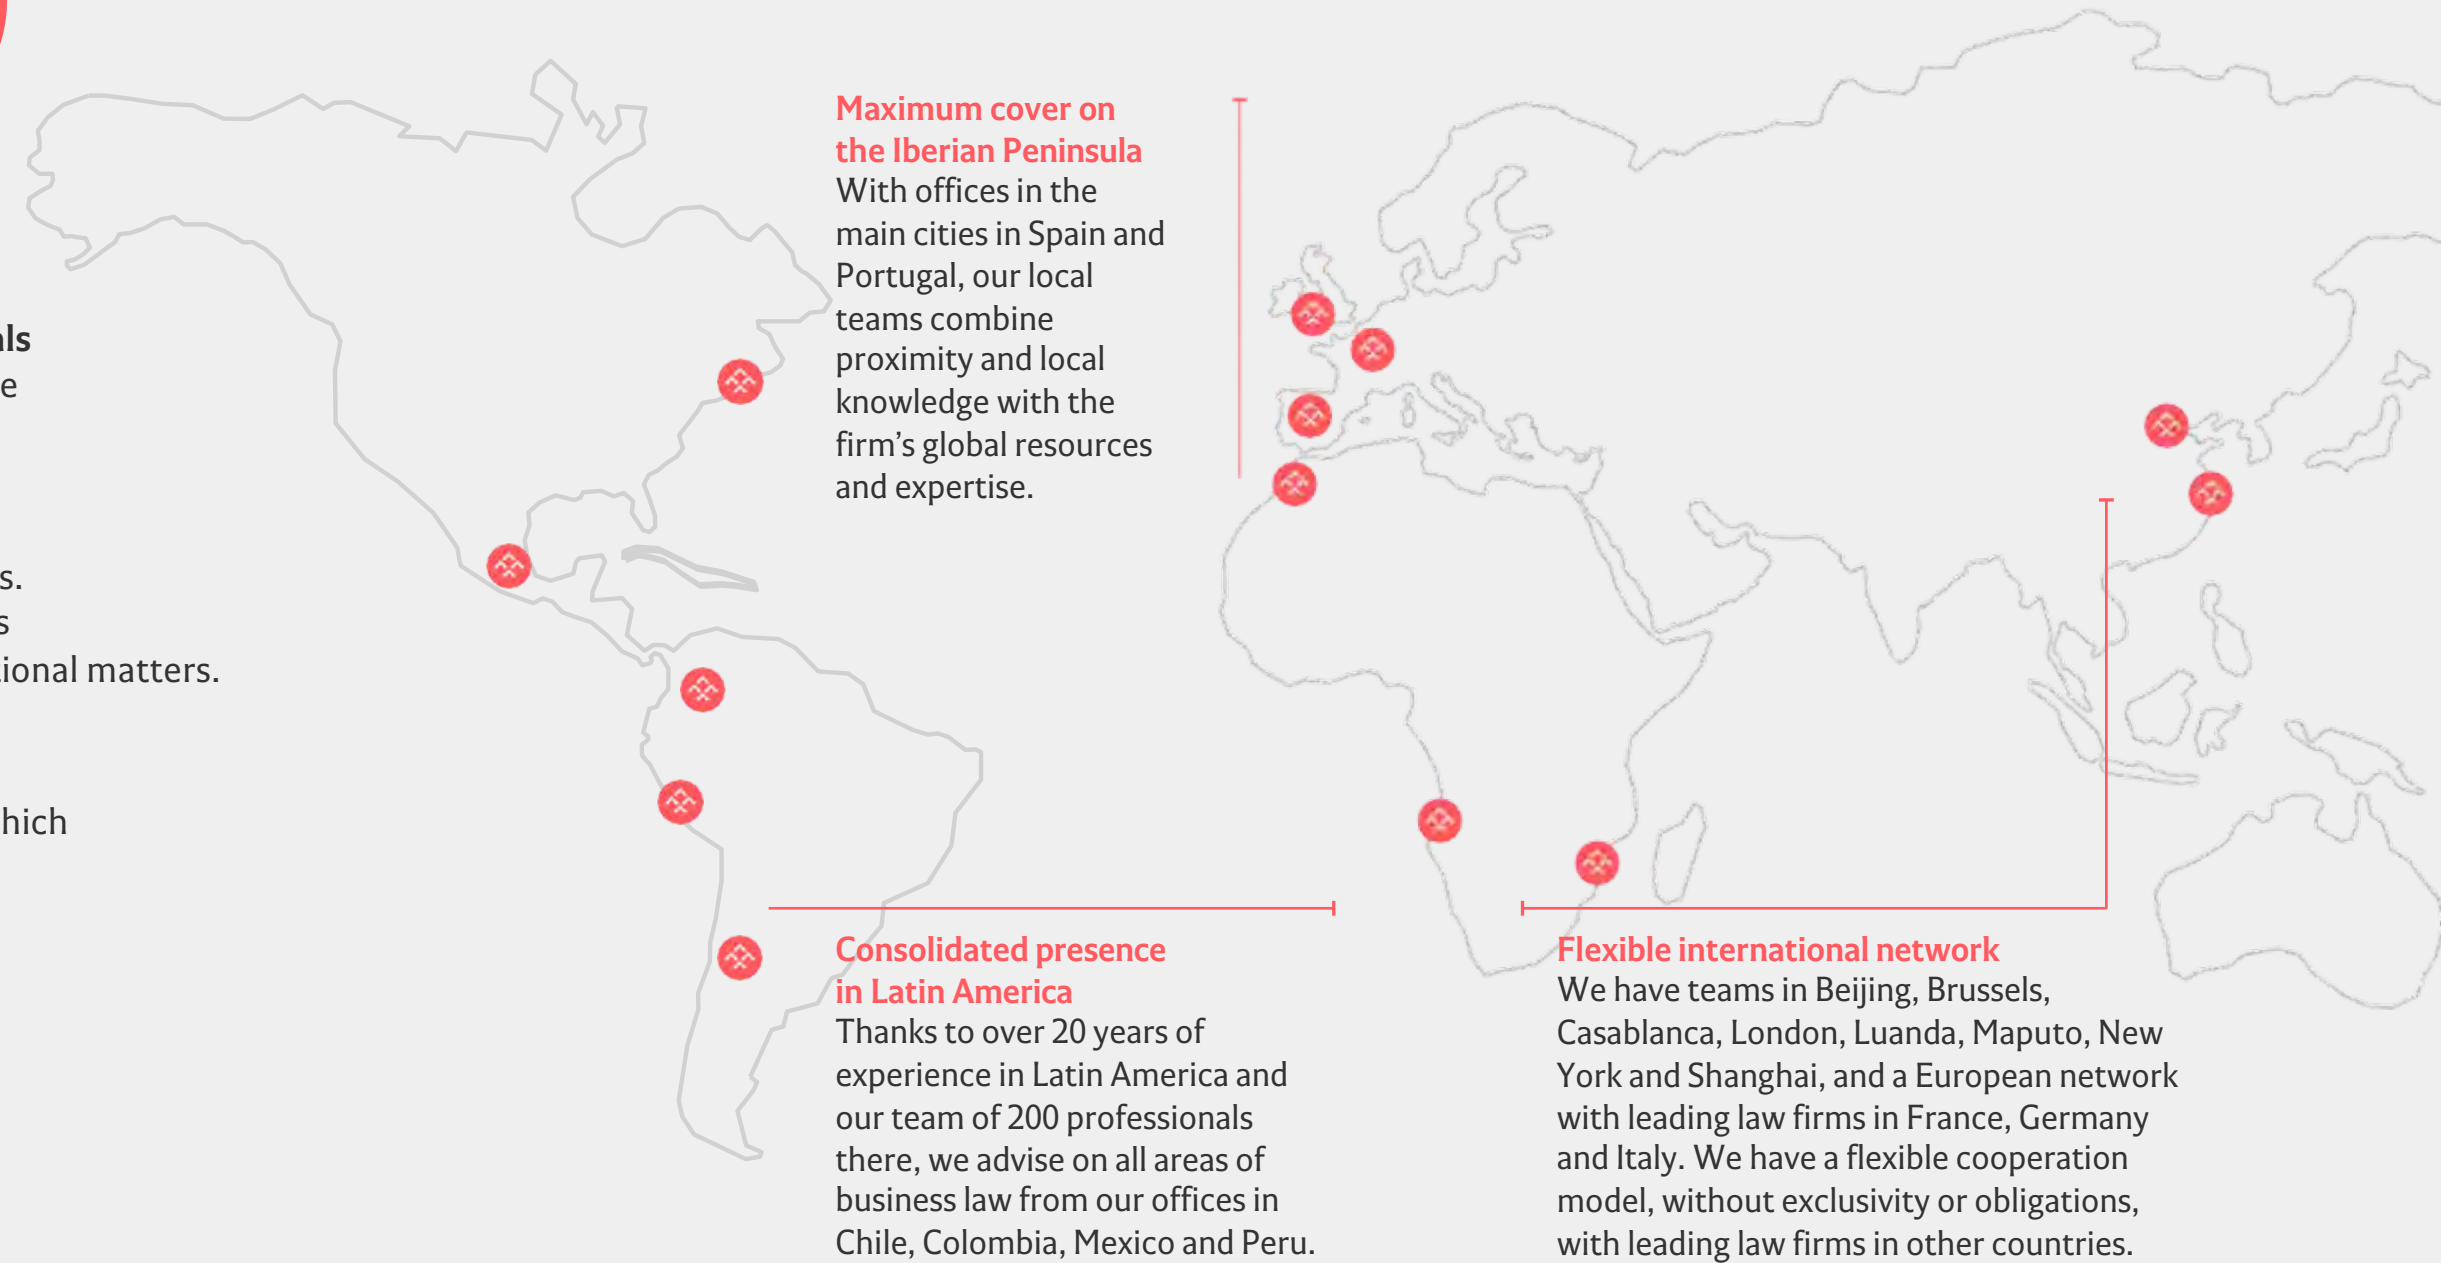 als
e
s.
s
tional matters.
hich
Maximum cover on
the Iberian Peninsula
With offices in the
main cities in Spain and
Portugal, our local
teams combine
proximity and local
knowledge with the
firm’s global resources
and expertise.
Consolidated presence
in Latin America
Thanks to over 20 years of
experience in Latin America and
our team of 200 professionals
there, we advise on all areas of
business law from our offices in
Chile, Colombia, Mexico and Peru.
Flexible international network
We have teams in Beijing, Brussels,
Casablanca, London, Luanda, Maputo, New
York and Shanghai, and a European network
with leading law firms in France, Germany
and Italy. We have a flexible cooperation
model, without exclusivity or obligations,
with leading law firms in other countries.